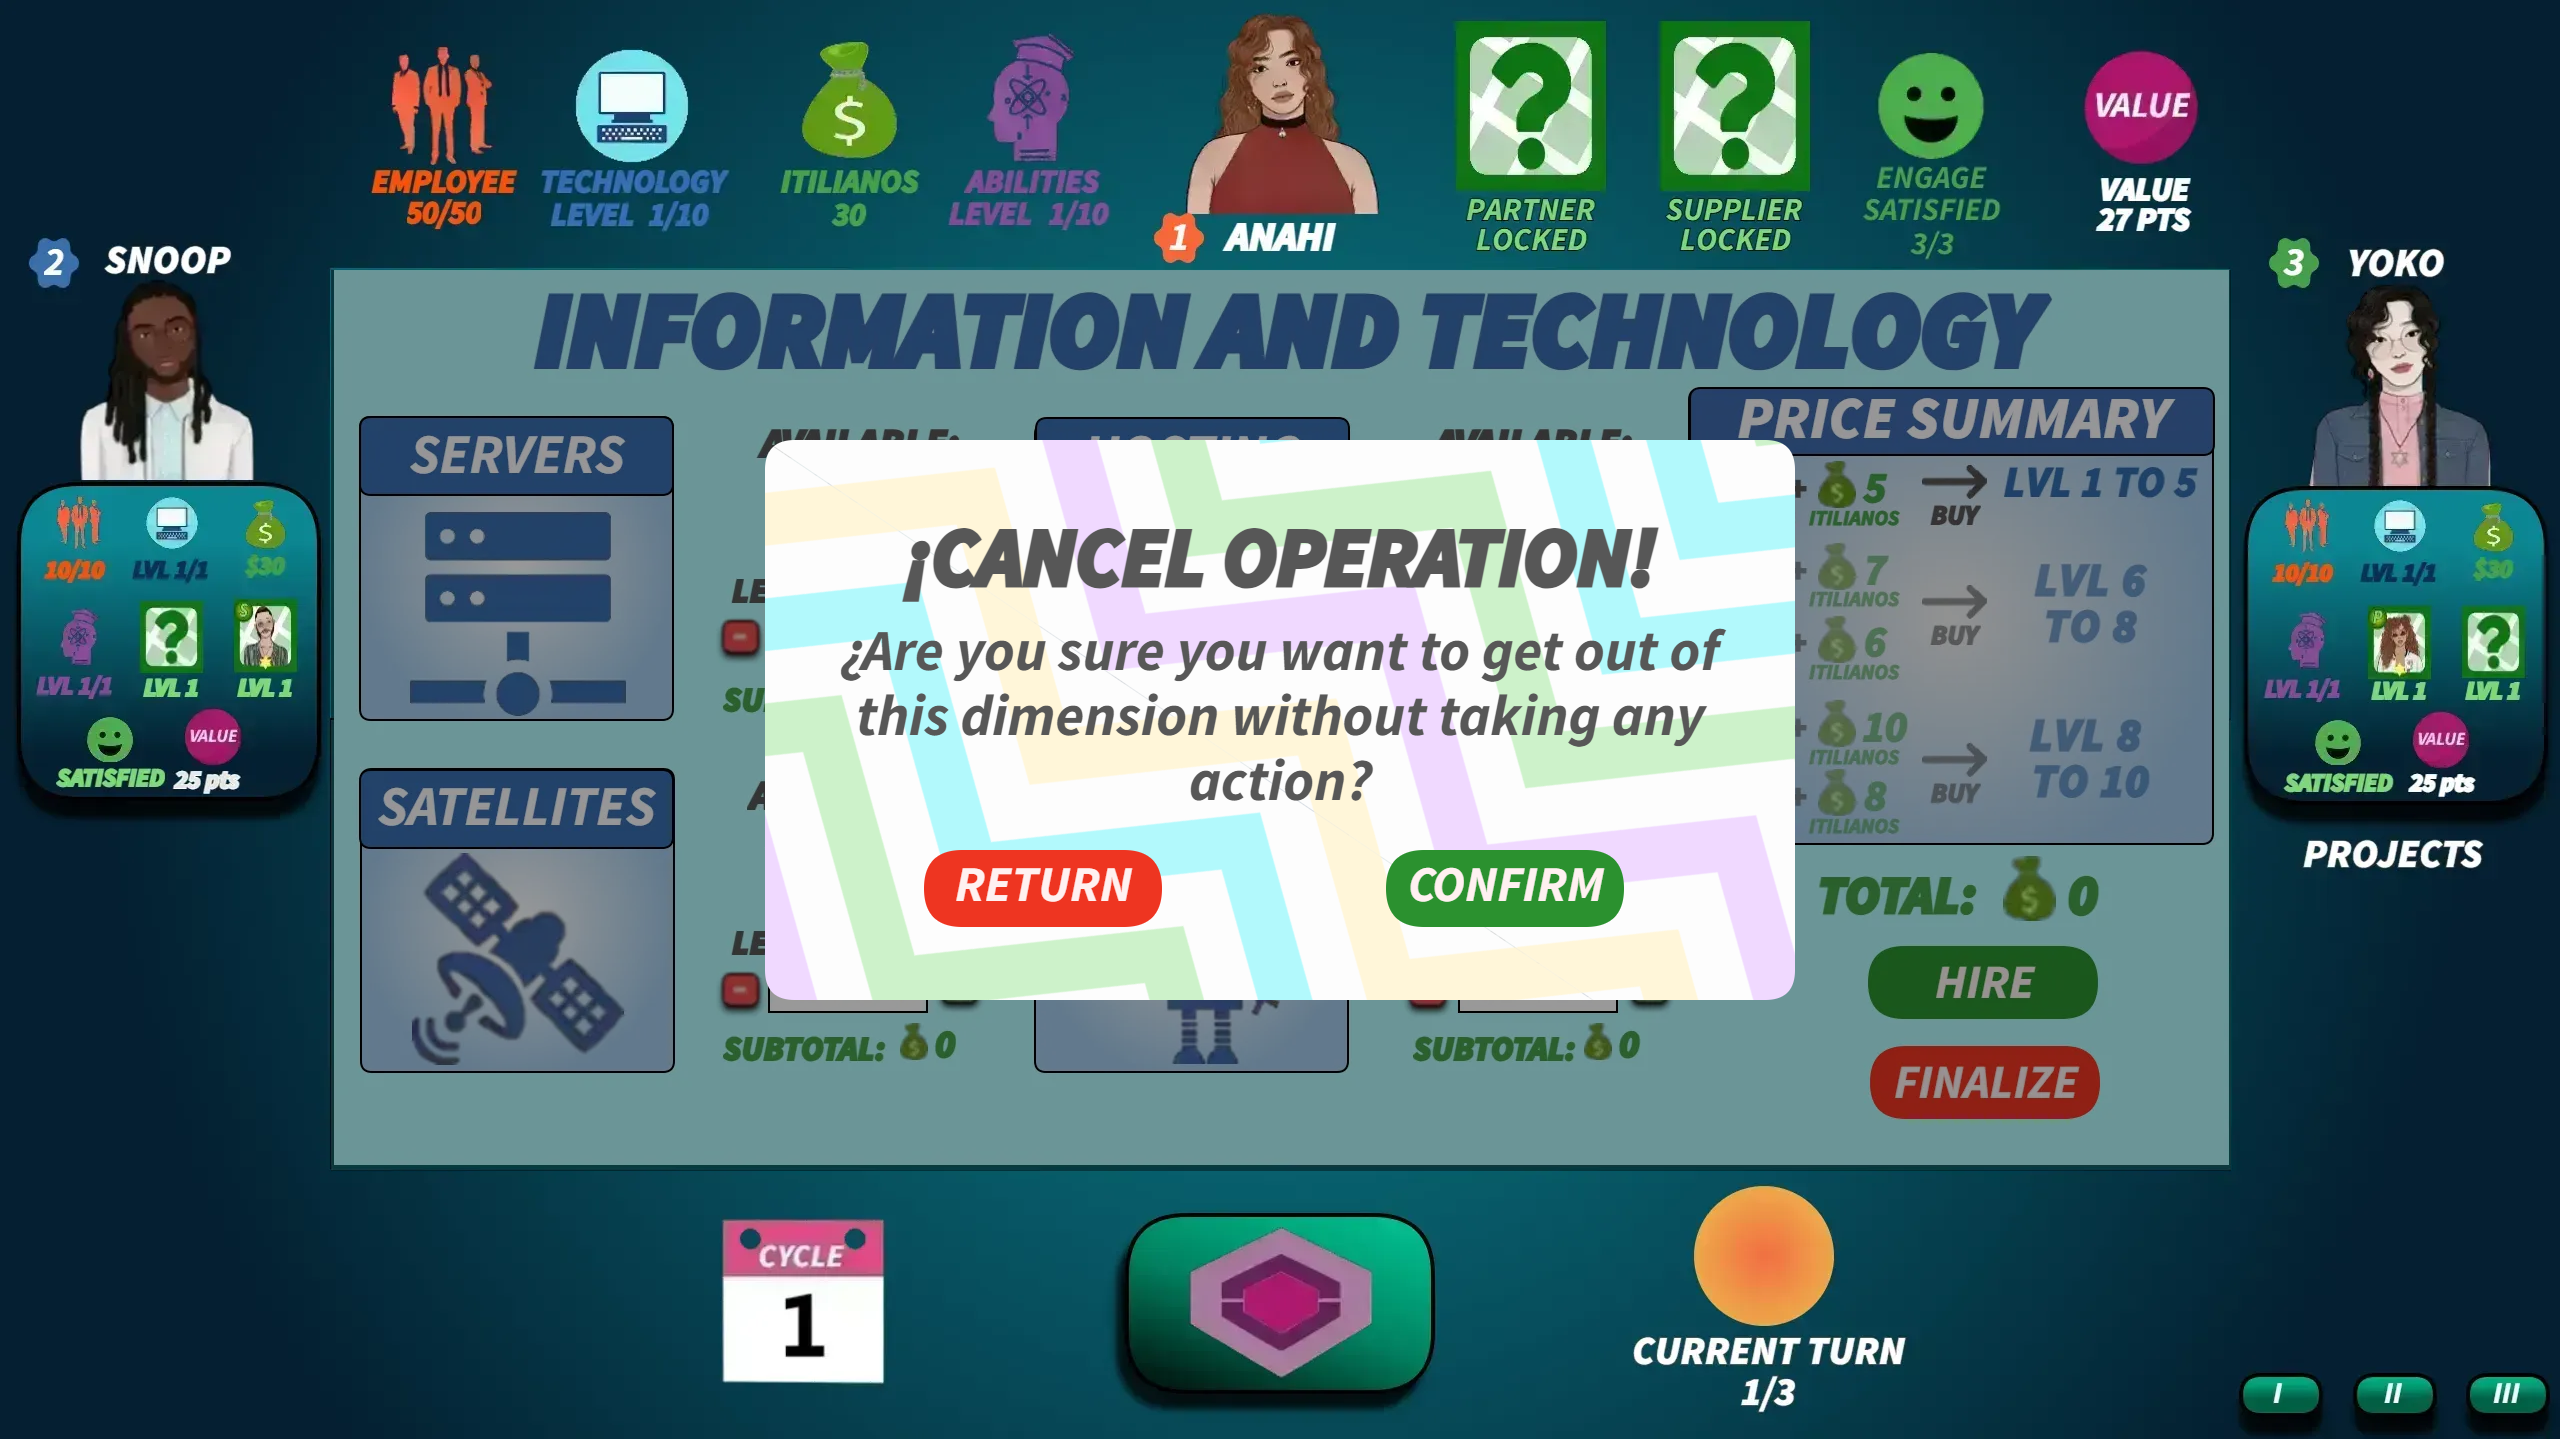 EMPLOYEE
50/50
TECHNOLOGY
LEVEL 1/10
ITILIANOS
30
ABILITIES
LEVEL 1/10
1 ANAHI
PARTNER
LOCKED
SUPPLIER
LOCKED
ENGAGE
SATISFIED
3/3
VALUE
VALUE
27 PTS
2 SNOOP
10/10
LVL 1/1
$30
LVL 1/1
LVL 1
S
LVL 1
SATISFIED
VALUE
25 pts
3 YOKO
10/10
LVL 1/1
$30
LVL 1/1
P
LVL 1
LVL 1
SATISFIED
VALUE
25 pts
PROJECTS
INFORMATION AND TECHNOLOGY
SERVERS
AVAILABLE:
HOSTING
AVAILABLE:
SATELLITES
SUBTOTAL: 0
SUBTOTAL: 0
PRICE SUMMARY
+ 5
ITILIANOS
BUY
LVL 1 TO 5
+ 7
ITILIANOS
+ 6
ITILIANOS
BUY
LVL 6
TO 8
+ 10
ITILIANOS
+ 8
ITILIANOS
BUY
LVL 8
TO 10
TOTAL: 0
HIRE
FINALIZE
¡CANCEL OPERATION!
¿Are you sure you want to get out of
this dimension without taking any
action?
RETURN
CONFIRM
CYCLE
1
CURRENT TURN
1/3
I
II
III